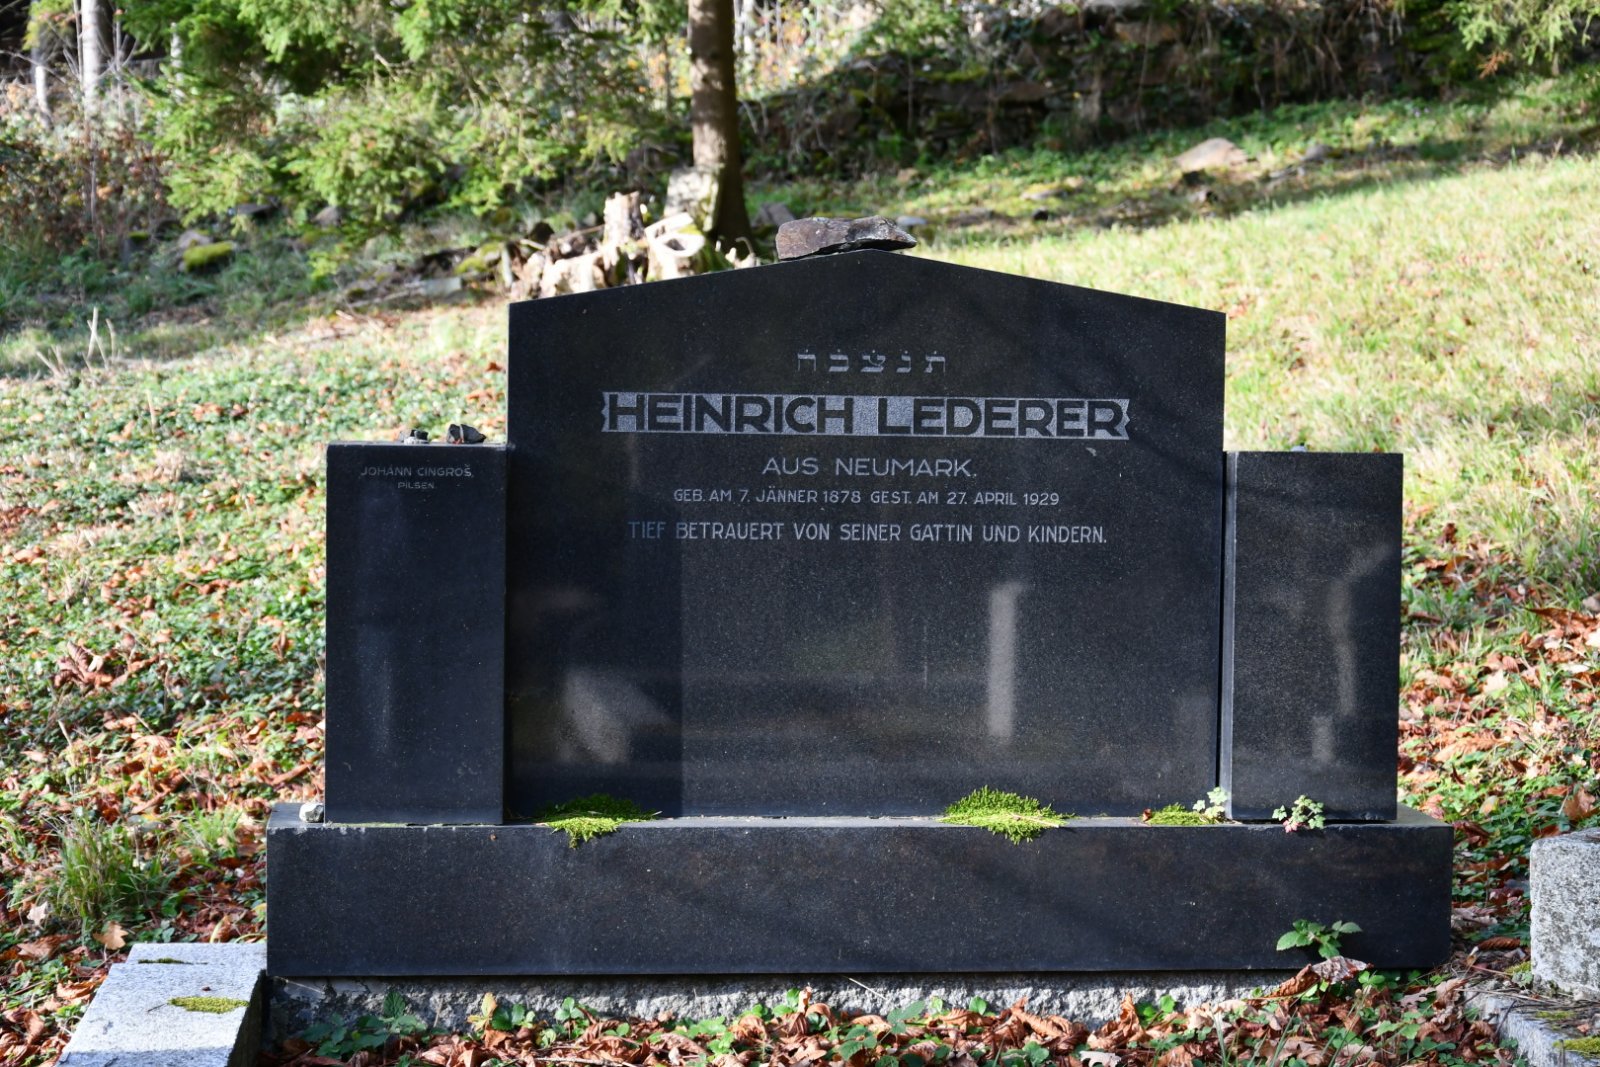 ת נ צ ב ה
HEINRICH LEDERER
AUS NEUMARK.
GEB. AM 7. JÄNNER 1878 GEST. AM 27. APRIL 1929
TIEF BETRAUERT VON SEINER GATTIN UND KINDERN.
JOHANN CINGROŠ,
PILSEN.